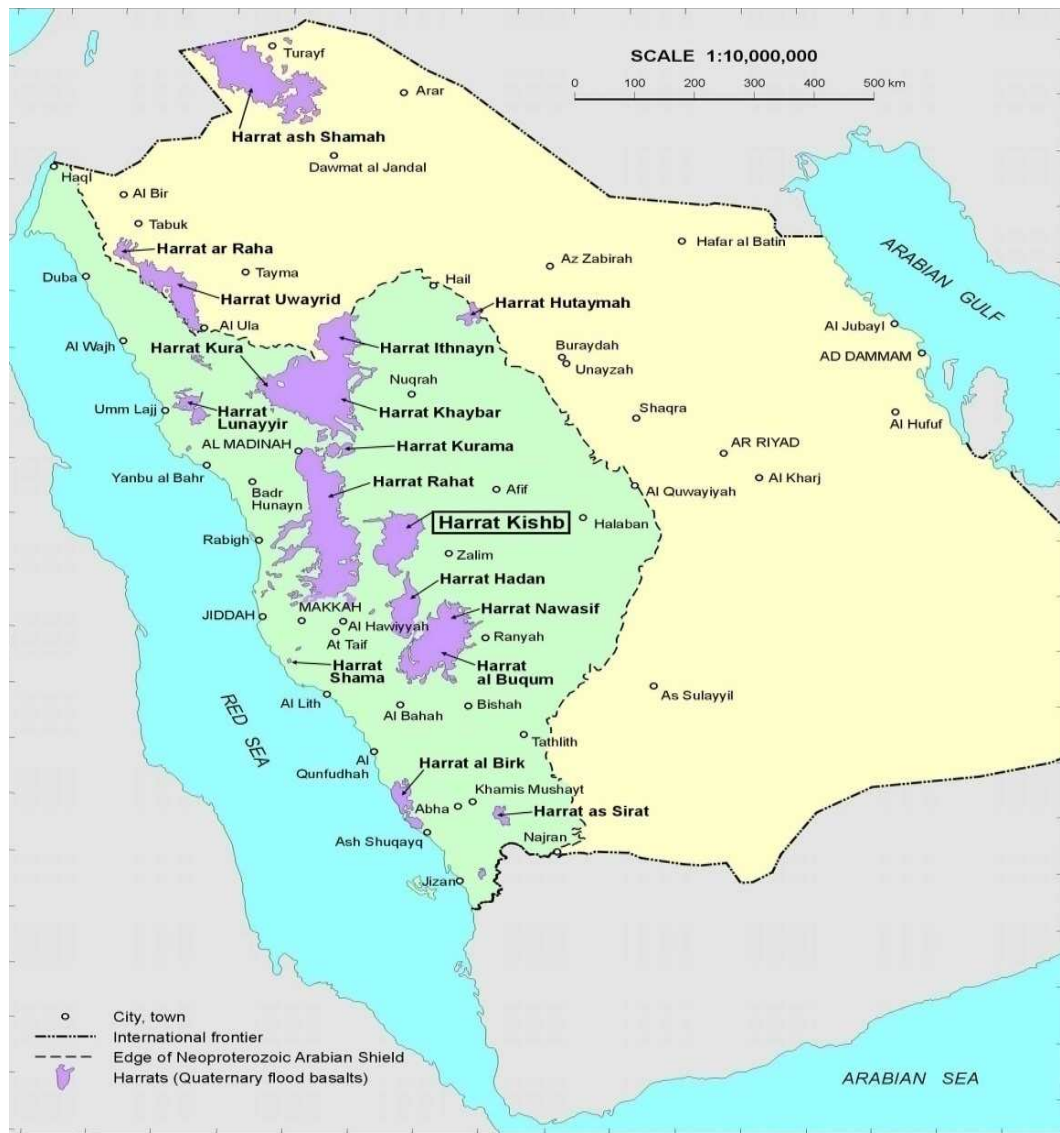 SCALE 1:10,000,000
0 100 200 300 400 500 km
Turayf
Arar
Harrat ash Shamah
Dawmat al Jandal
Haql
Al Bir
Tabuk
Hafar al Batin
Harrat ar Raha
Az Zabirah
ARABIAN GULF
Duba
Tayma
Hail
Harrat Uwayrid
Harrat Hutaymah
Al Ula
Al Jubayl
Al Wajh
Harrat Kura
Harrat Ithnayn
Buraydah
Unayzah
AD DAMMAM
Nuqrah
Umm Lajj
Harrat
Lunayyir
Harrat Khaybar
Shaqra
Al Hufuf
AL MADINAH
Harrat Kurama
AR RIYAD
Yanbu al Bahr
Badr
Hunayn
Harrat Rahat
Afif
Al Quwayiyah
Al Kharj
Harrat Kishb
Halaban
Rabigh
Zalim
Harrat Hadan
JIDDAH
MAKKAH
Al Hawiyyah
At Taif
Harrat Nawasif
Ranyah
Harrat
Shama
Harrat
al Buqum
As Sulayyil
RED SEA
Al Lith
Al Bahah
Bishah
Tathlith
Al
Qunfudhah
Harrat al Birk
Khamis Mushayt
Abha
Harrat as Sirat
Ash Shuqayq
Najran
Jizan
City, town
International frontier
Edge of Neoproterozoic Arabian Shield
Harrats (Quaternary flood basalts)
ARABIAN SEA